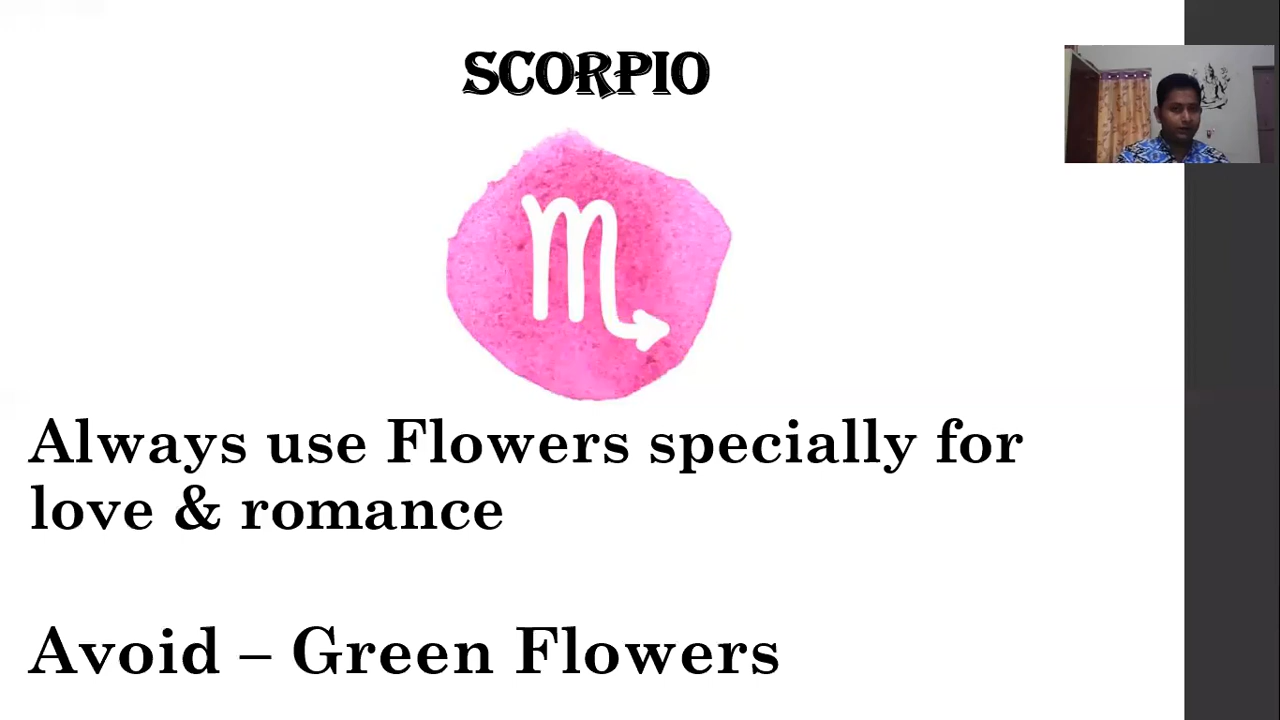 SCORPIO
Always use Flowers specially for
love & romance
Avoid – Green Flowers